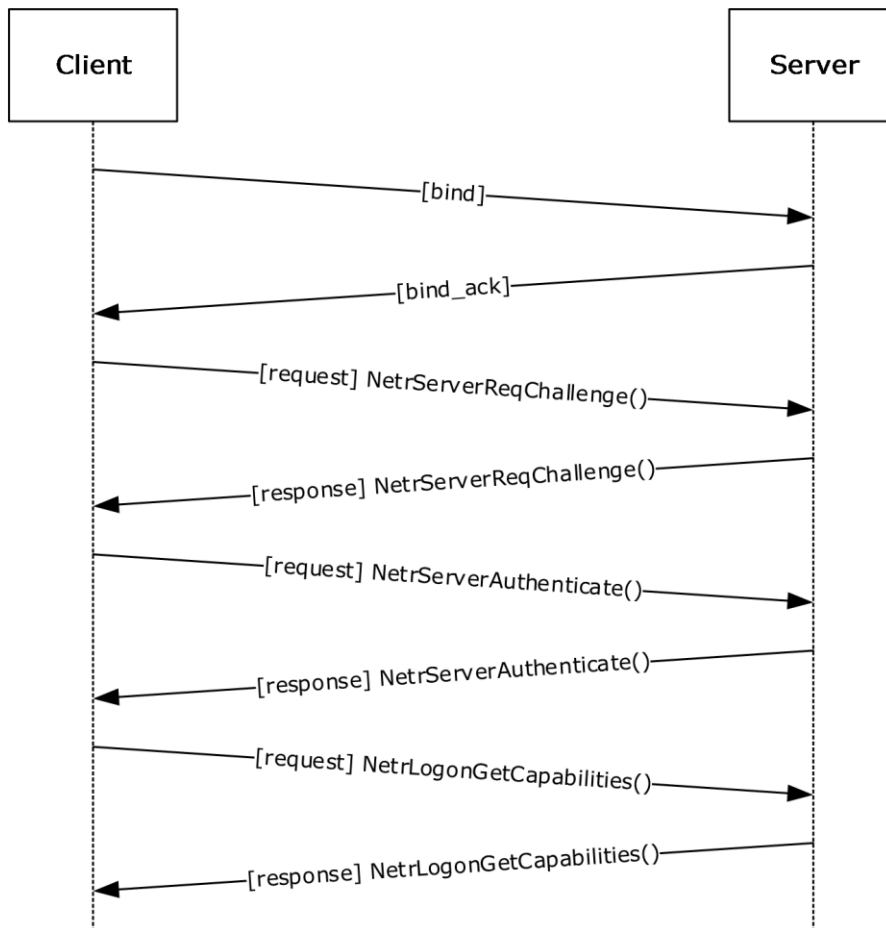 Client
Server
[bind]
[bind_ack]
[request] NetrServerReqChallenge()
[response] NetrServerReqChallenge()
[request] NetrServerAuthenticate()
[response] NetrServerAuthenticate()
[request] NetrLogonGetCapabilities()
[response] NetrLogonGetCapabilities()